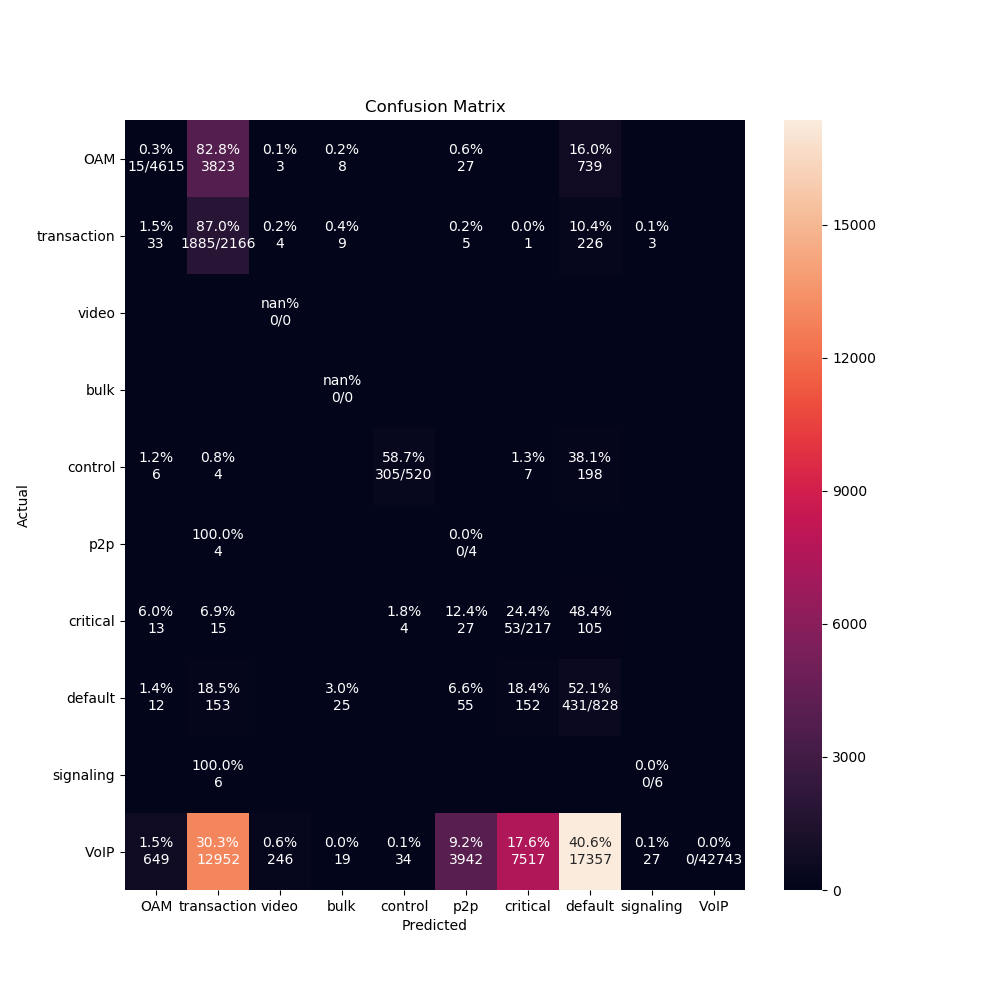 Confusion Matrix
OAM
0.3% 82.8% 0.1% 0.2% 0.6% 16.0%
15/4615 3823 3 8 27 739
transaction
1.5% 87.0% 0.2% 0.4% 0.2% 0.0% 10.4% 0.1%
33 1885/2166 4 9 5 1 226 3
video
nan%
0/0
bulk
nan%
0/0
control
1.2% 0.8% 58.7% 1.3% 38.1%
6 4 305/520 7 198
p2p
100.0% 0.0%
4 0/4
critical
6.0% 6.9% 1.8% 12.4% 24.4% 48.4%
13 15 4 27 53/217 105
default
1.4% 18.5% 3.0% 6.6% 18.4% 52.1%
12 153 25 55 152 431/828
signaling
100.0% 0.0%
6 0/6
VoIP
1.5% 30.3% 0.6% 0.0% 0.1% 9.2% 17.6% 40.6% 0.1% 0.0%
649 12952 246 19 34 3942 7517 17357 27 0/42743
OAM transaction video bulk control p2p critical default signaling VoIP
Predicted
Actual
15000
12000
9000
6000
3000
0